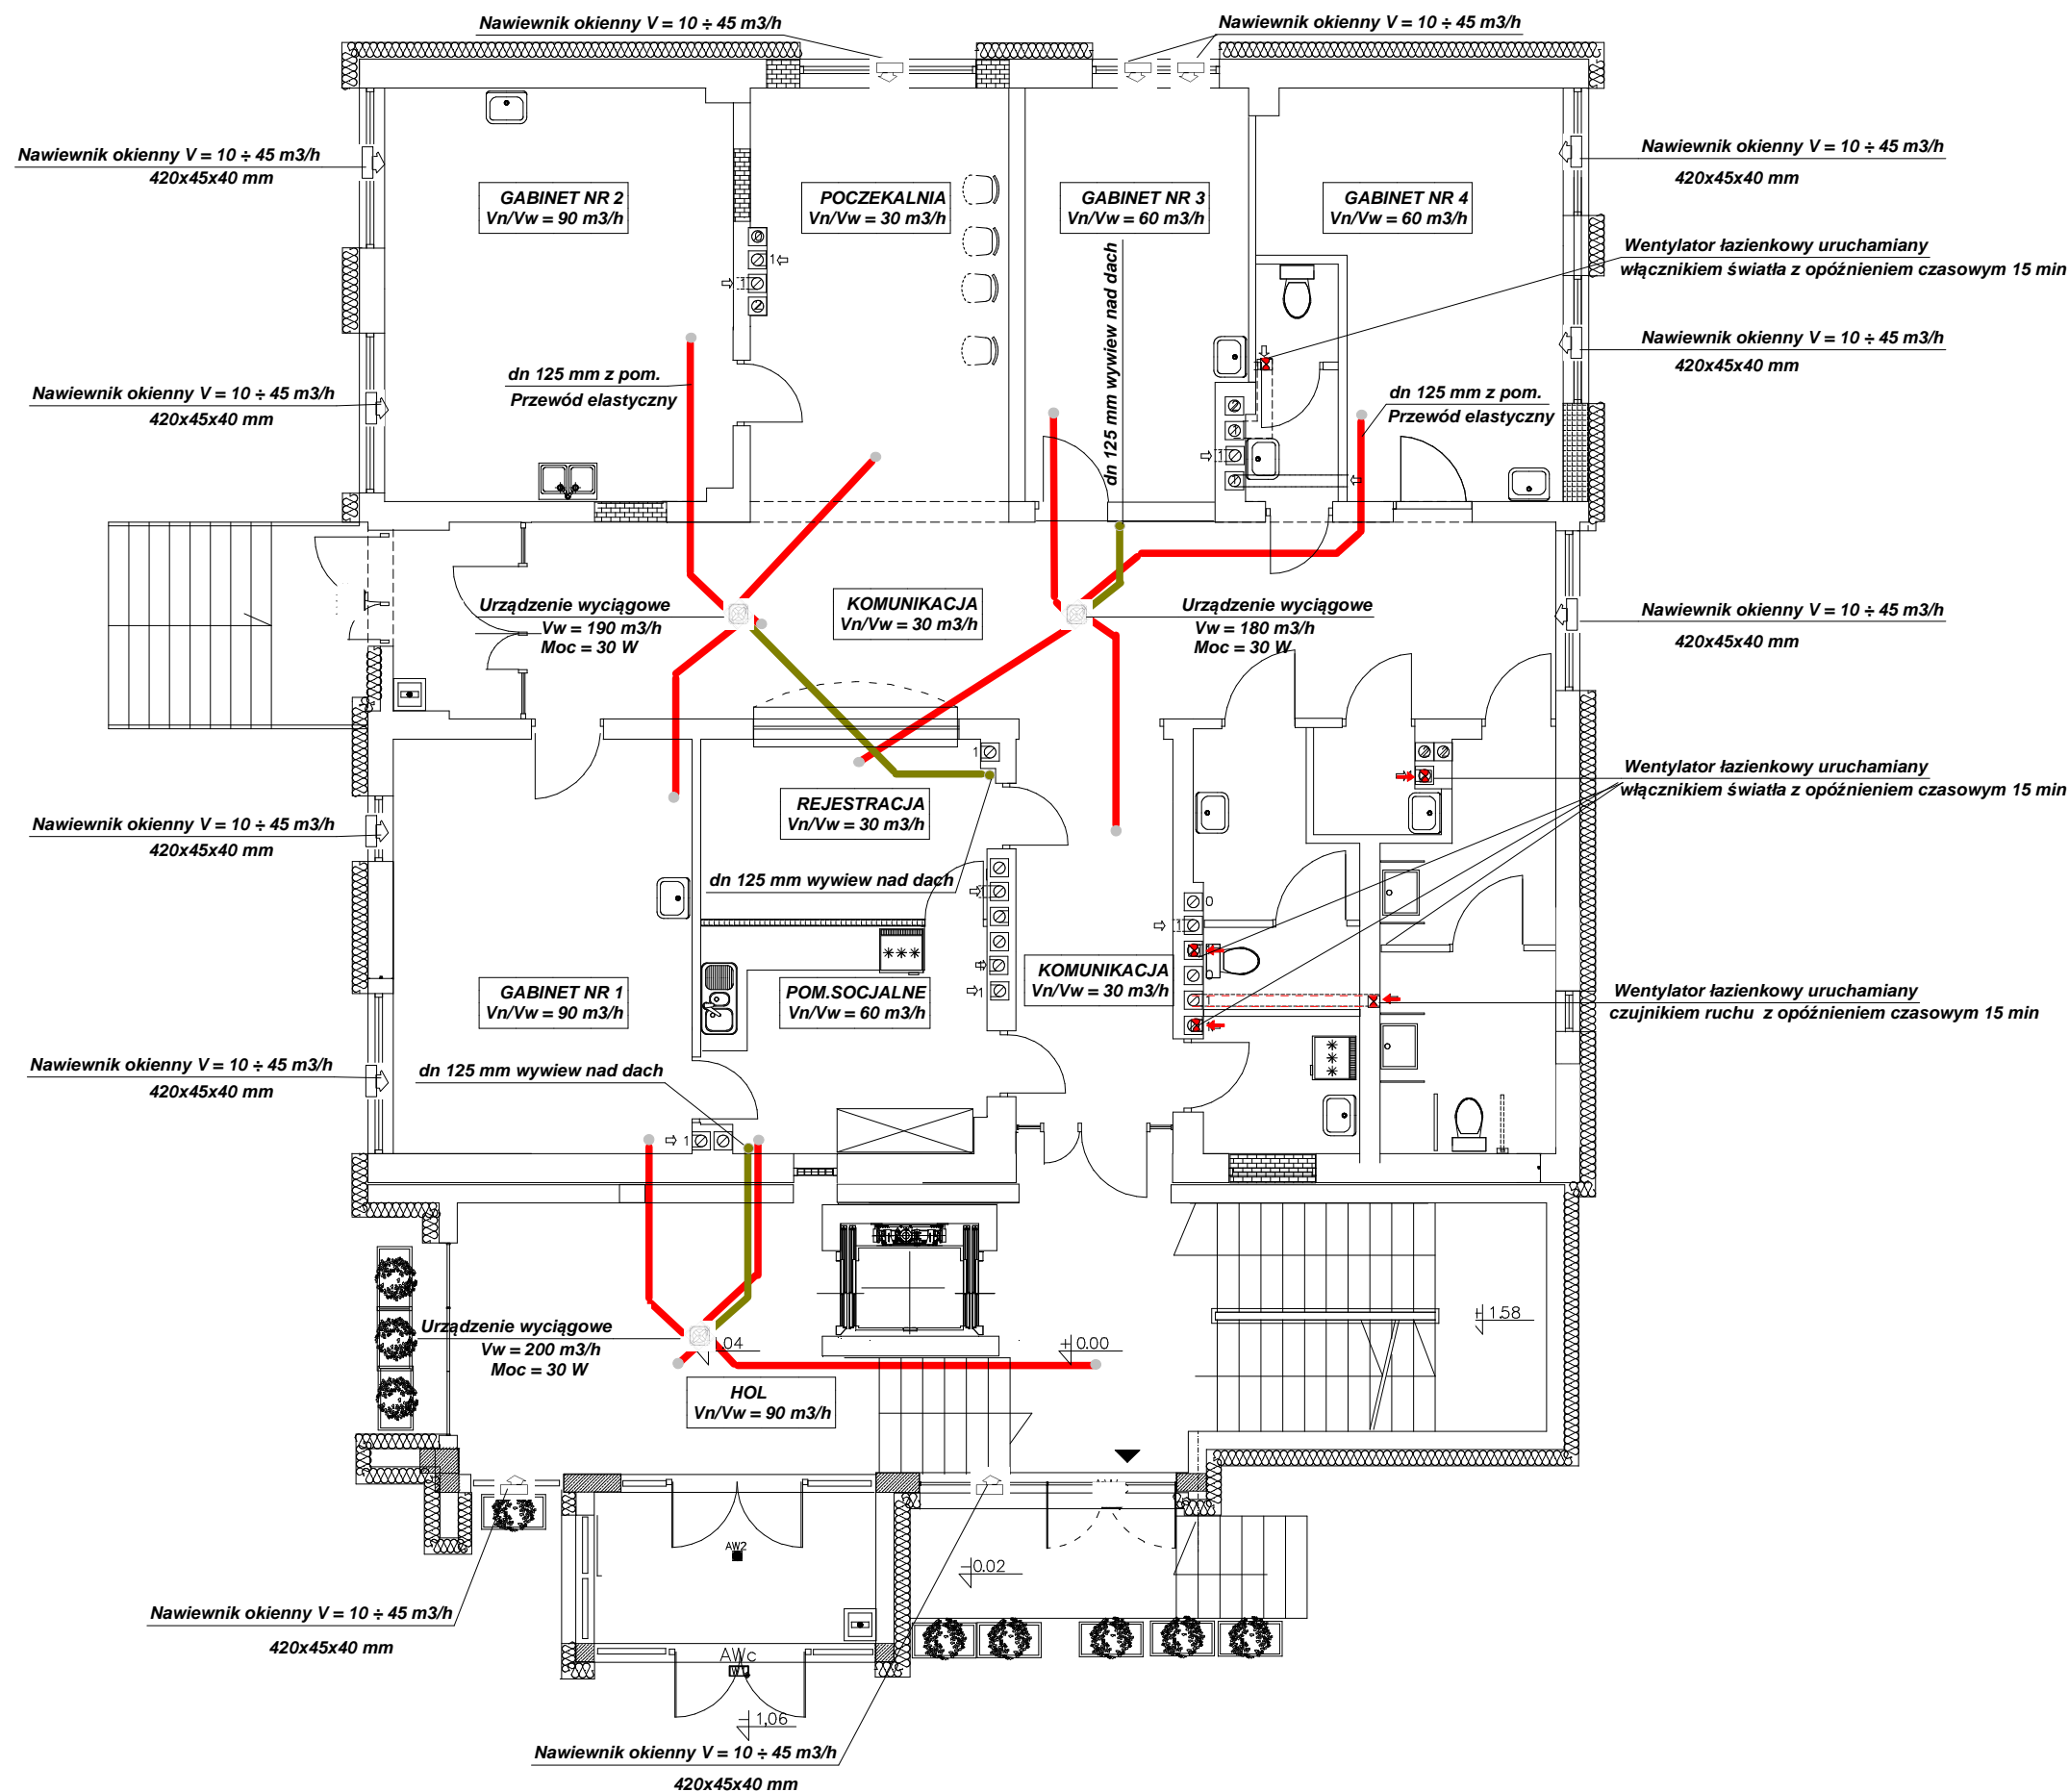 Nawiewnik okienny V = 10 ÷ 45 m3/h
Nawiewnik okienny V = 10 ÷ 45 m3/h
Nawiewnik okienny V = 10 ÷ 45 m3/h
420x45x40 mm
Nawiewnik okienny V = 10 ÷ 45 m3/h
420x45x40 mm
GABINET NR 2
Vn/Vw = 90 m3/h
POCZEKALNIA
Vn/Vw = 30 m3/h
GABINET NR 3
Vn/Vw = 60 m3/h
GABINET NR 4
Vn/Vw = 60 m3/h
Wentylator łazienkowy uruchamiany
włącznikiem światła z opóźnieniem czasowym 15 min
dn 125 mm wywiew nad dach
Nawiewnik okienny V = 10 ÷ 45 m3/h
420x45x40 mm
dn 125 mm z pom.
Przewód elastyczny
dn 125 mm z pom.
Przewód elastyczny
Nawiewnik okienny V = 10 ÷ 45 m3/h
420x45x40 mm
Urządzenie wyciągowe
Vw = 190 m3/h
Moc = 30 W
KOMUNIKACJA
Vn/Vw = 30 m3/h
Urządzenie wyciągowe
Vw = 180 m3/h
Moc = 30 W
Nawiewnik okienny V = 10 ÷ 45 m3/h
420x45x40 mm
Wentylator łazienkowy uruchamiany
włącznikiem światła z opóźnieniem czasowym 15 min
REJESTRACJA
Vn/Vw = 30 m3/h
Nawiewnik okienny V = 10 ÷ 45 m3/h
420x45x40 mm
dn 125 mm wywiew nad dach
GABINET NR 1
Vn/Vw = 90 m3/h
POM.SOCJALNE
Vn/Vw = 60 m3/h
KOMUNIKACJA
Vn/Vw = 30 m3/h
Wentylator łazienkowy uruchamiany
czujnikiem ruchu z opóźnieniem czasowym 15 min
Nawiewnik okienny V = 10 ÷ 45 m3/h
420x45x40 mm
dn 125 mm wywiew nad dach
+1.58
Urządzenie wyciągowe
Vw = 200 m3/h
Moc = 30 W
.04
+0.00
HOL
Vn/Vw = 90 m3/h
AW2
-0.02
Nawiewnik okienny V = 10 ÷ 45 m3/h
420x45x40 mm
AWc
-1,06
Nawiewnik okienny V = 10 ÷ 45 m3/h
420x45x40 mm